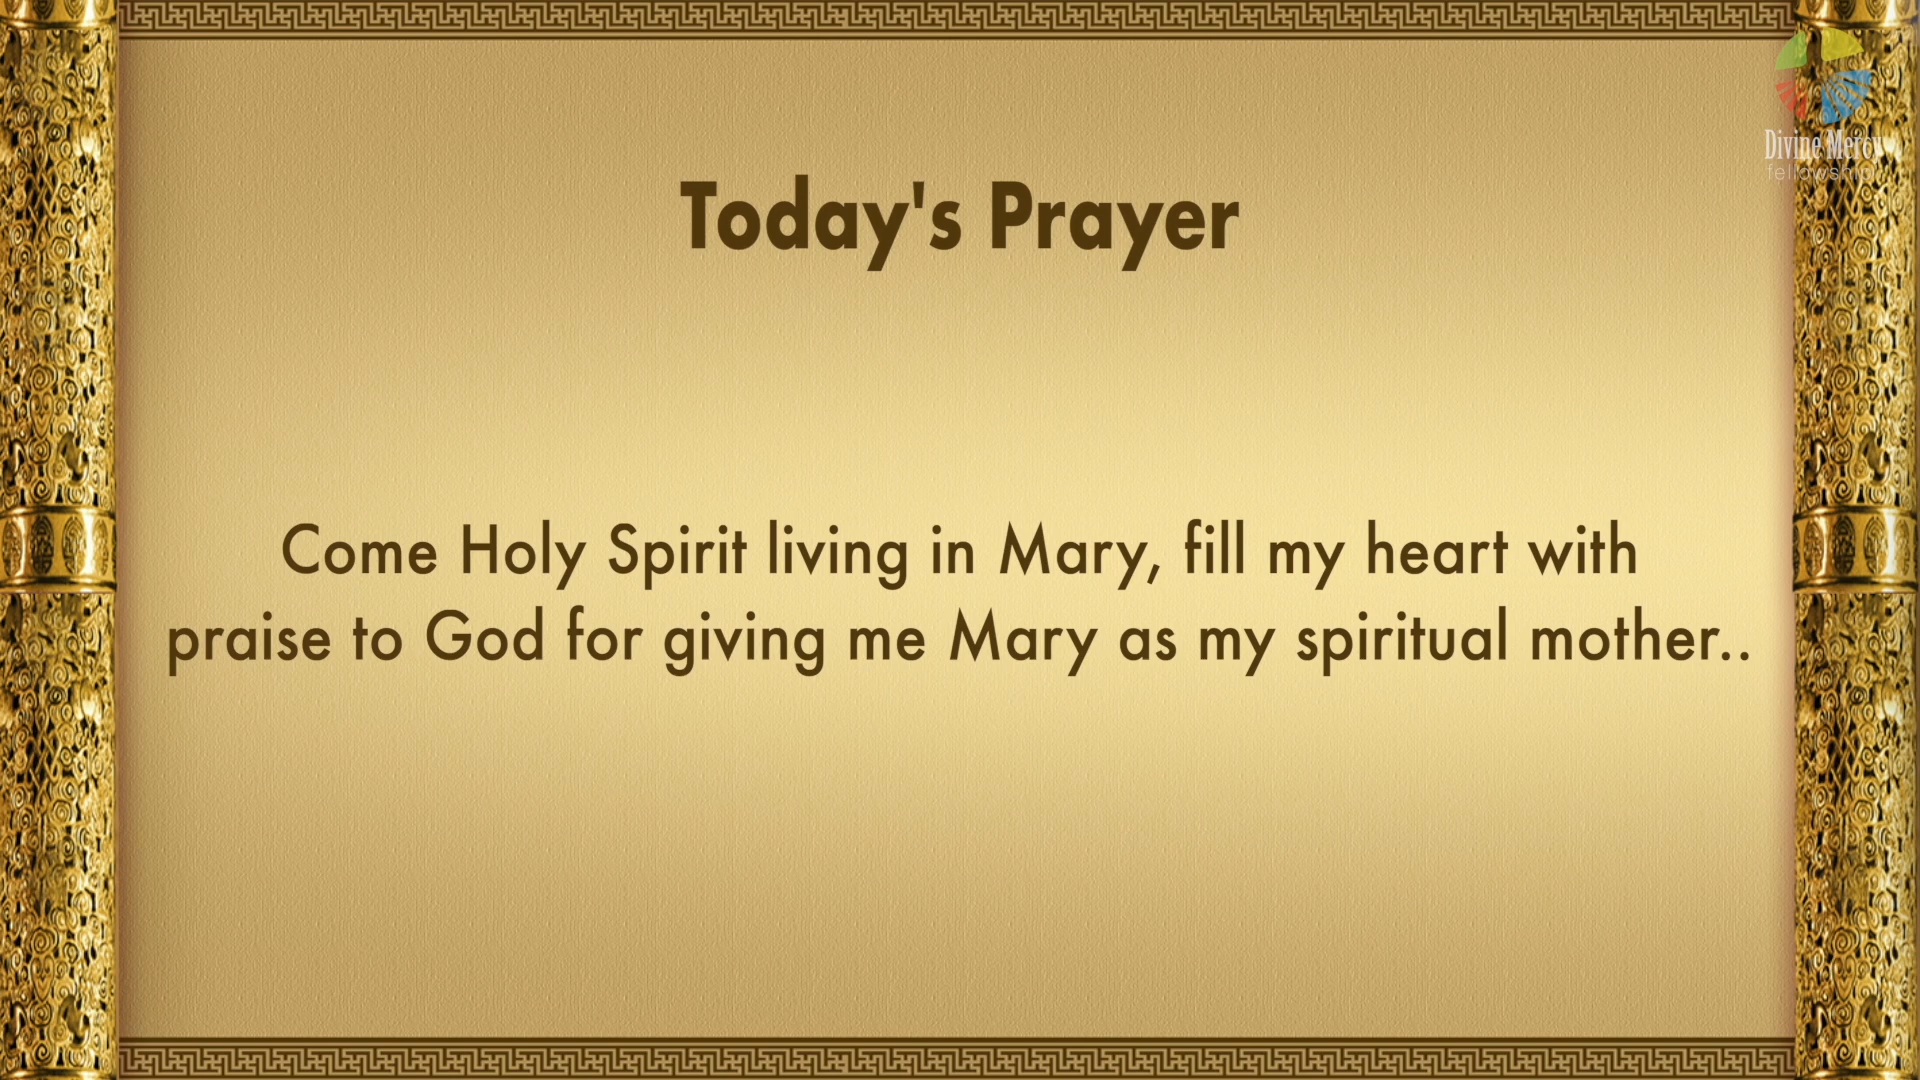 Divine Mercy
fellowship
Today's Prayer
Come Holy Spirit living in Mary, fill my heart with
praise to God for giving me Mary as my spiritual mother..